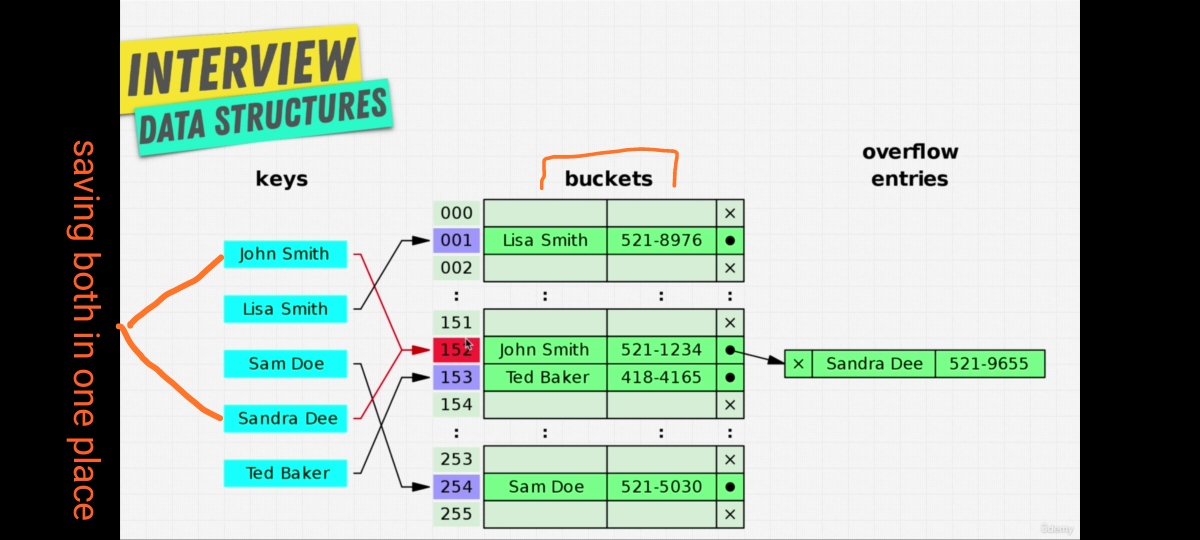 INTERVIEW
DATA STRUCTURES
saving both in one place
keys
buckets
overflow
entries
John Smith
Lisa Smith
Sam Doe
Sandra Dee
Ted Baker
000 ×
001 Lisa Smith 521-8976 ●
002 ×
: : : :
151 ×
152 John Smith 521-1234 ●
× Sandra Dee 521-9655
153 Ted Baker 418-4165 ●
154 ×
: : : :
253 ×
254 Sam Doe 521-5030 ●
255 ×
ûdemy